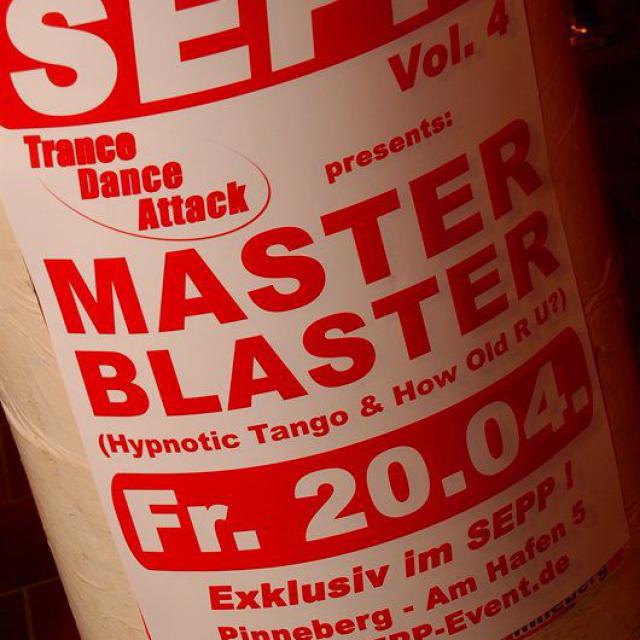 SEPP
Vol. 4
Trance
Dance
Attack
presents:
MASTER
BLASTER
(Hypnotic Tango & How Old R U?)
Fr. 20.04.
Exklusiv im SEPP !
Pinneberg - Am Hafen 5
PP-Event.de